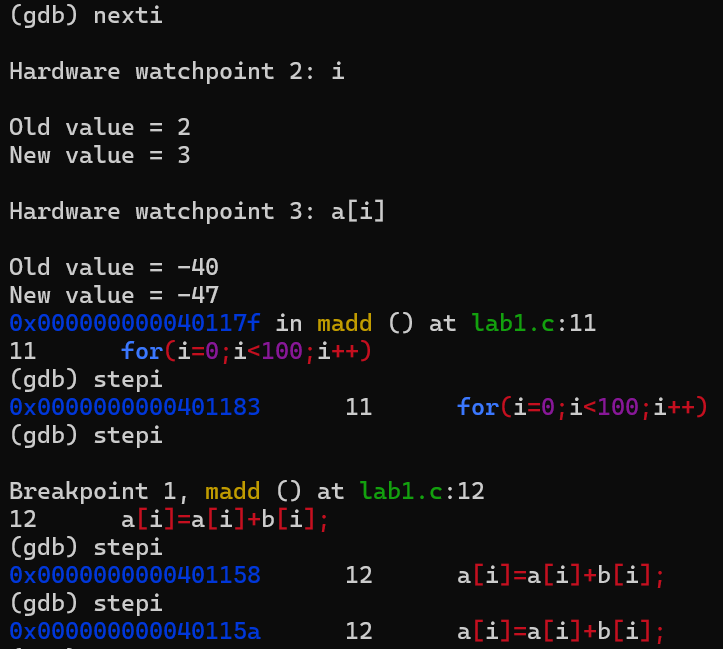 (gdb) nexti
Hardware watchpoint 2: i
Old value = 2
New value = 3
Hardware watchpoint 3: a[i]
Old value = -40
New value = -47
0x000000000040117f in madd () at lab1.c:11
11 for(i=0;i<100;i++)
(gdb) stepi
0x0000000000401183 11 for(i=0;i<100;i++)
(gdb) stepi
Breakpoint 1, madd () at lab1.c:12
12 a[i]=a[i]+b[i];
(gdb) stepi
0x0000000000401158 12 a[i]=a[i]+b[i];
(gdb) stepi
0x000000000040115a 12 a[i]=a[i]+b[i];